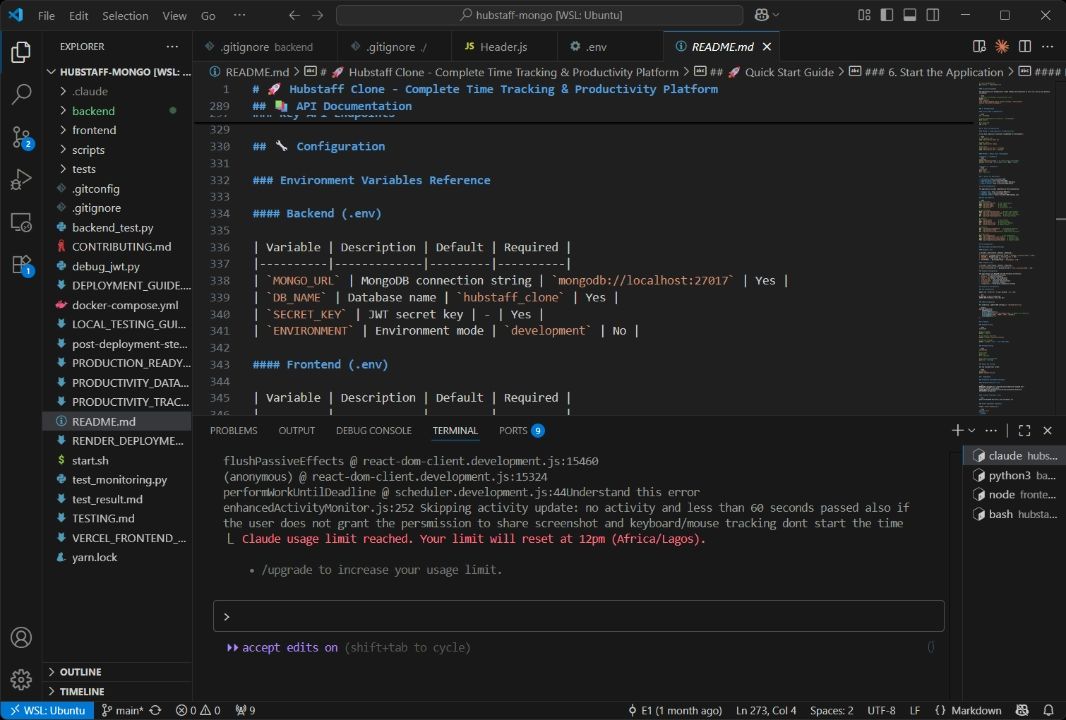 File Edit Selection View Go ··· hubstaff-mongo [WSL: Ubuntu]
EXPLORER ···
HUBSTAFF-MONGO [WSL: ...
.claude
backend
frontend
scripts
tests
.gitconfig
.gitignore
backend_test.py
CONTRIBUTING.md
debug_jwt.py
DEPLOYMENT_GUIDE....
docker-compose.yml
LOCAL_TESTING_GUI...
post-deployment-ste...
PRODUCTION_READY...
PRODUCTIVITY_DATA...
PRODUCTIVITY_TRAC...
README.md
RENDER_DEPLOYME...
start.sh
test_monitoring.py
test_result.md
TESTING.md
VERCEL_FRONTEND_...
yarn.lock
OUTLINE
TIMELINE
2
1
.gitignore backend .gitignore ./ JS Header.js .env README.md
README.md > # 🚀 Hubstaff Clone - Complete Time Tracking & Productivity Platform > ## 🚀 Quick Start Guide > ### 6. Start the Application > ####
1 # 🚀 Hubstaff Clone - Complete Time Tracking & Productivity Platform
289 ## 📚 API Documentation
297 ### Key API Endpoints
329
330 ## 🔧 Configuration
331
332 ### Environment Variables Reference
333
334 #### Backend (.env)
335
336 | Variable | Description | Default | Required |
337 |----------|-------------|---------|----------|
338 | `MONGO_URL` | MongoDB connection string | `mongodb://localhost:27017` | Yes |
339 | `DB_NAME` | Database name | `hubstaff_clone` | Yes |
340 | `SECRET_KEY` | JWT secret key | - | Yes |
341 | `ENVIRONMENT` | Environment mode | `development` | No |
342
343 #### Frontend (.env)
344
345 | Variable | Description | Default | Required |
346
PROBLEMS OUTPUT DEBUG CONSOLE TERMINAL PORTS 9
flushPassiveEffects @ react-dom-client.development.js:15460
(anonymous) @ react-dom-client.development.js:15324
performWorkUntilDeadline @ scheduler.development.js:44Understand this error
enhancedActivityMonitor.js:252 Skipping activity update: no activity and less than 60 seconds passed also if
the user does not grant the persmission to share screenshot and keyboard/mouse tracking dont start the time
⎿ Claude usage limit reached. Your limit will reset at 12pm (Africa/Lagos).
• /upgrade to increase your usage limit.
>
⏵⏵ accept edits on (shift+tab to cycle)
claude hubs...
python3 ba...
node fronte...
bash hubsta...
WSL: Ubuntu main* 0 0 9 E1 (1 month ago) Ln 273, Col 4 Spaces: 2 UTF-8 LF {} Markdown